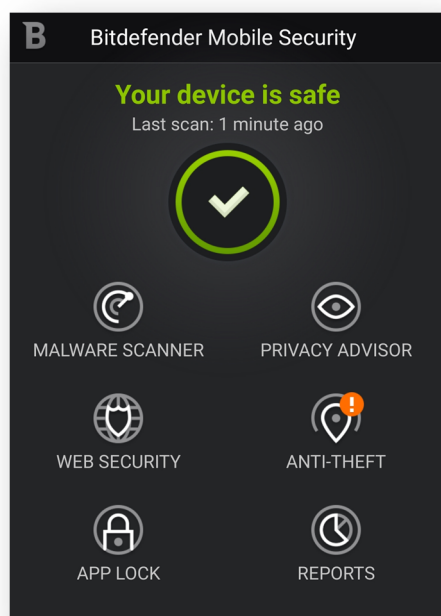 B Bitdefender Mobile Security
Your device is safe
Last scan: 1 minute ago
MALWARE SCANNER
PRIVACY ADVISOR
WEB SECURITY
!
ANTI-THEFT
APP LOCK
REPORTS